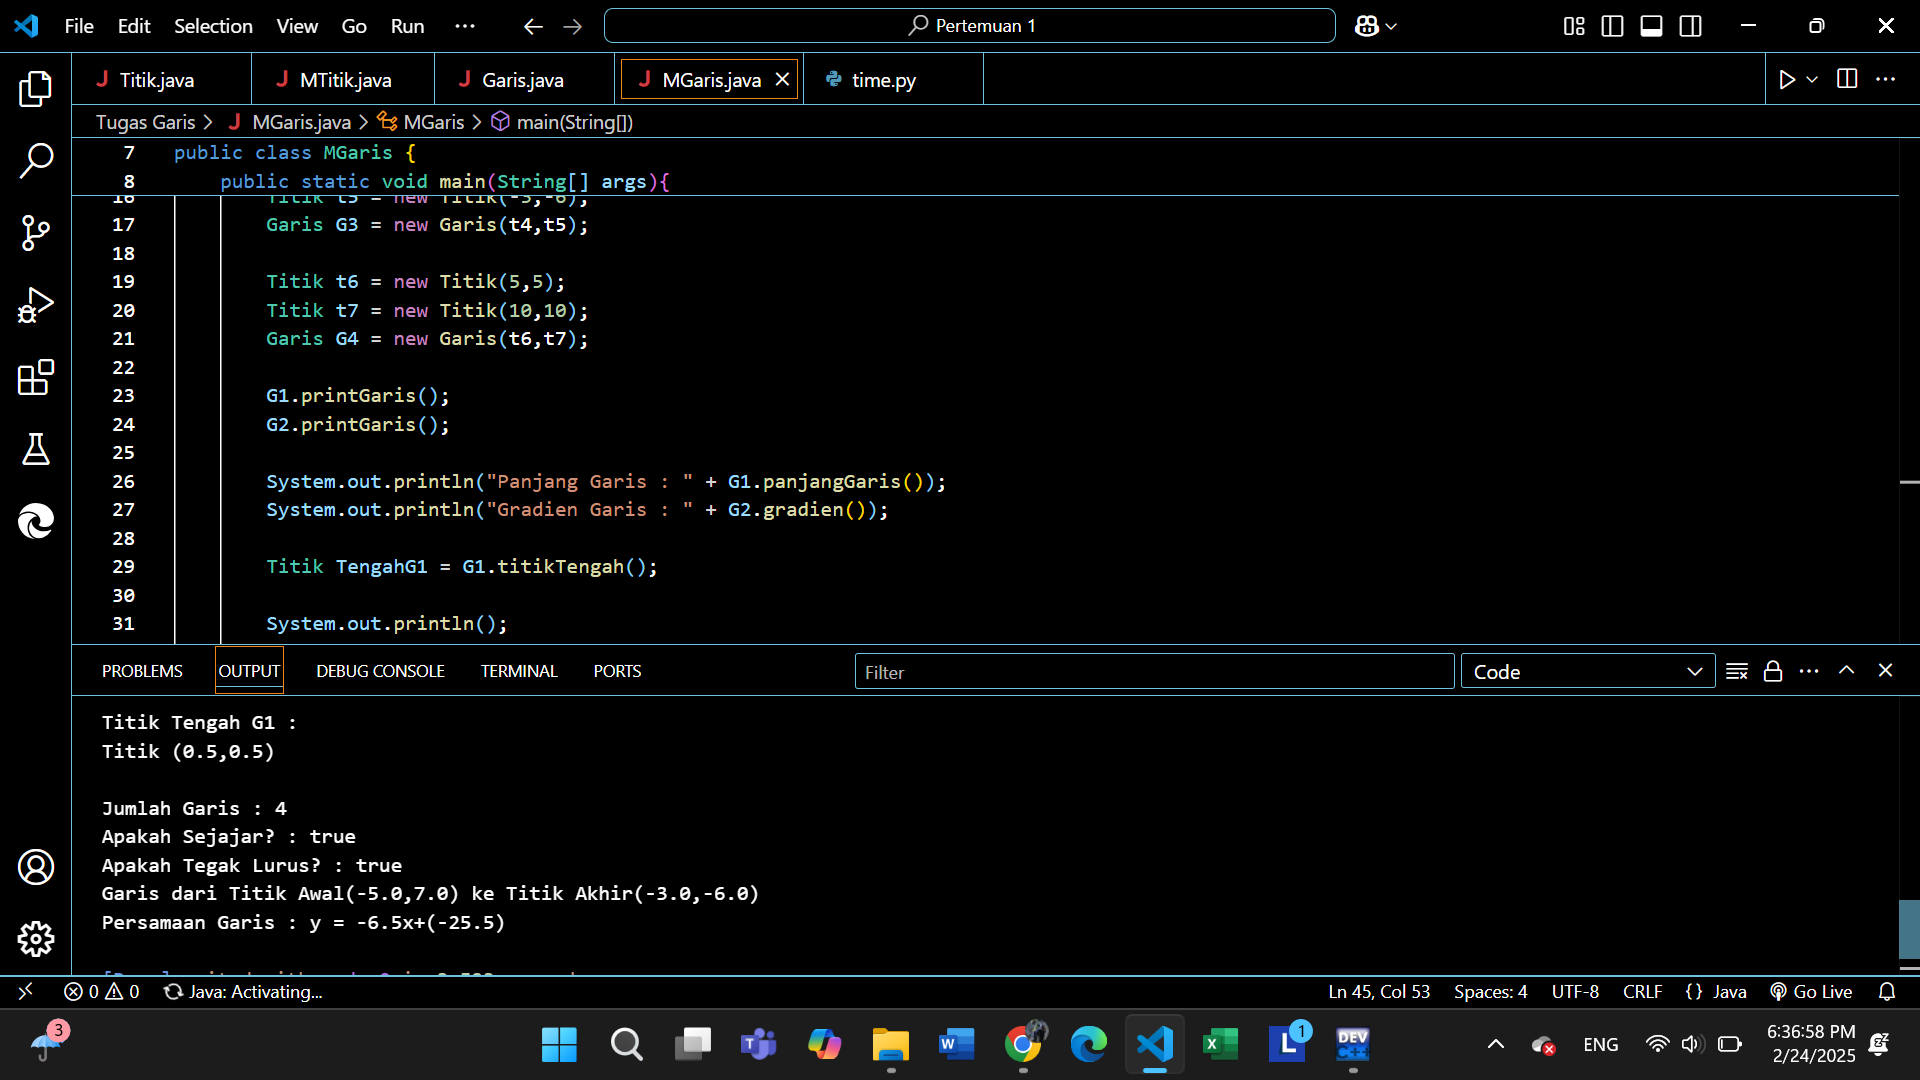 File Edit Selection View Go Run ··· Pertemuan 1
Titik.java MTitik.java Garis.java MGaris.java time.py
Tugas Garis > MGaris.java > MGaris > main(String[])
7 public class MGaris {
8 public static void main(String[] args){
16 Titik t5 = new Titik(-3,-6);
17 Garis G3 = new Garis(t4,t5);
18
19 Titik t6 = new Titik(5,5);
20 Titik t7 = new Titik(10,10);
21 Garis G4 = new Garis(t6,t7);
22
23 G1.printGaris();
24 G2.printGaris();
25
26 System.out.println("Panjang Garis : " + G1.panjangGaris());
27 System.out.println("Gradien Garis : " + G2.gradien());
28
29 Titik TengahG1 = G1.titikTengah();
30
31 System.out.println();
PROBLEMS OUTPUT DEBUG CONSOLE TERMINAL PORTS Filter Code
Titik Tengah G1 :
Titik (0.5,0.5)
Jumlah Garis : 4
Apakah Sejajar? : true
Apakah Tegak Lurus? : true
Garis dari Titik Awal(-5.0,7.0) ke Titik Akhir(-3.0,-6.0)
Persamaan Garis : y = -6.5x+(-25.5)
0 0 Java: Activating... Ln 45, Col 53 Spaces: 4 UTF-8 CRLF {} Java Go Live
3 W X L 1 DEV C++ ENG 6:36:58 PM
2/24/2025